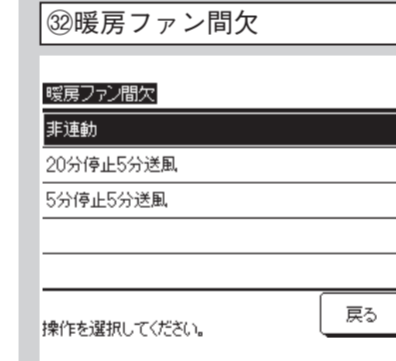 ㉜暖房ファン間欠
暖房ファン間欠
非連動
20分停止5分送風
5分停止5分送風
戻る
操作を選択してください。